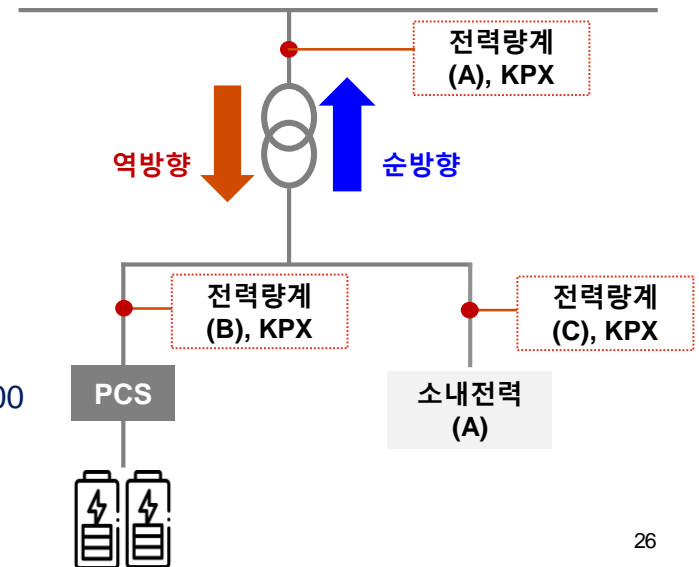 전력량계
(A), KPX
역방향
순방향
전력량계
(B), KPX
전력량계
(C), KPX
00
PCS
소내전력
(A)
26